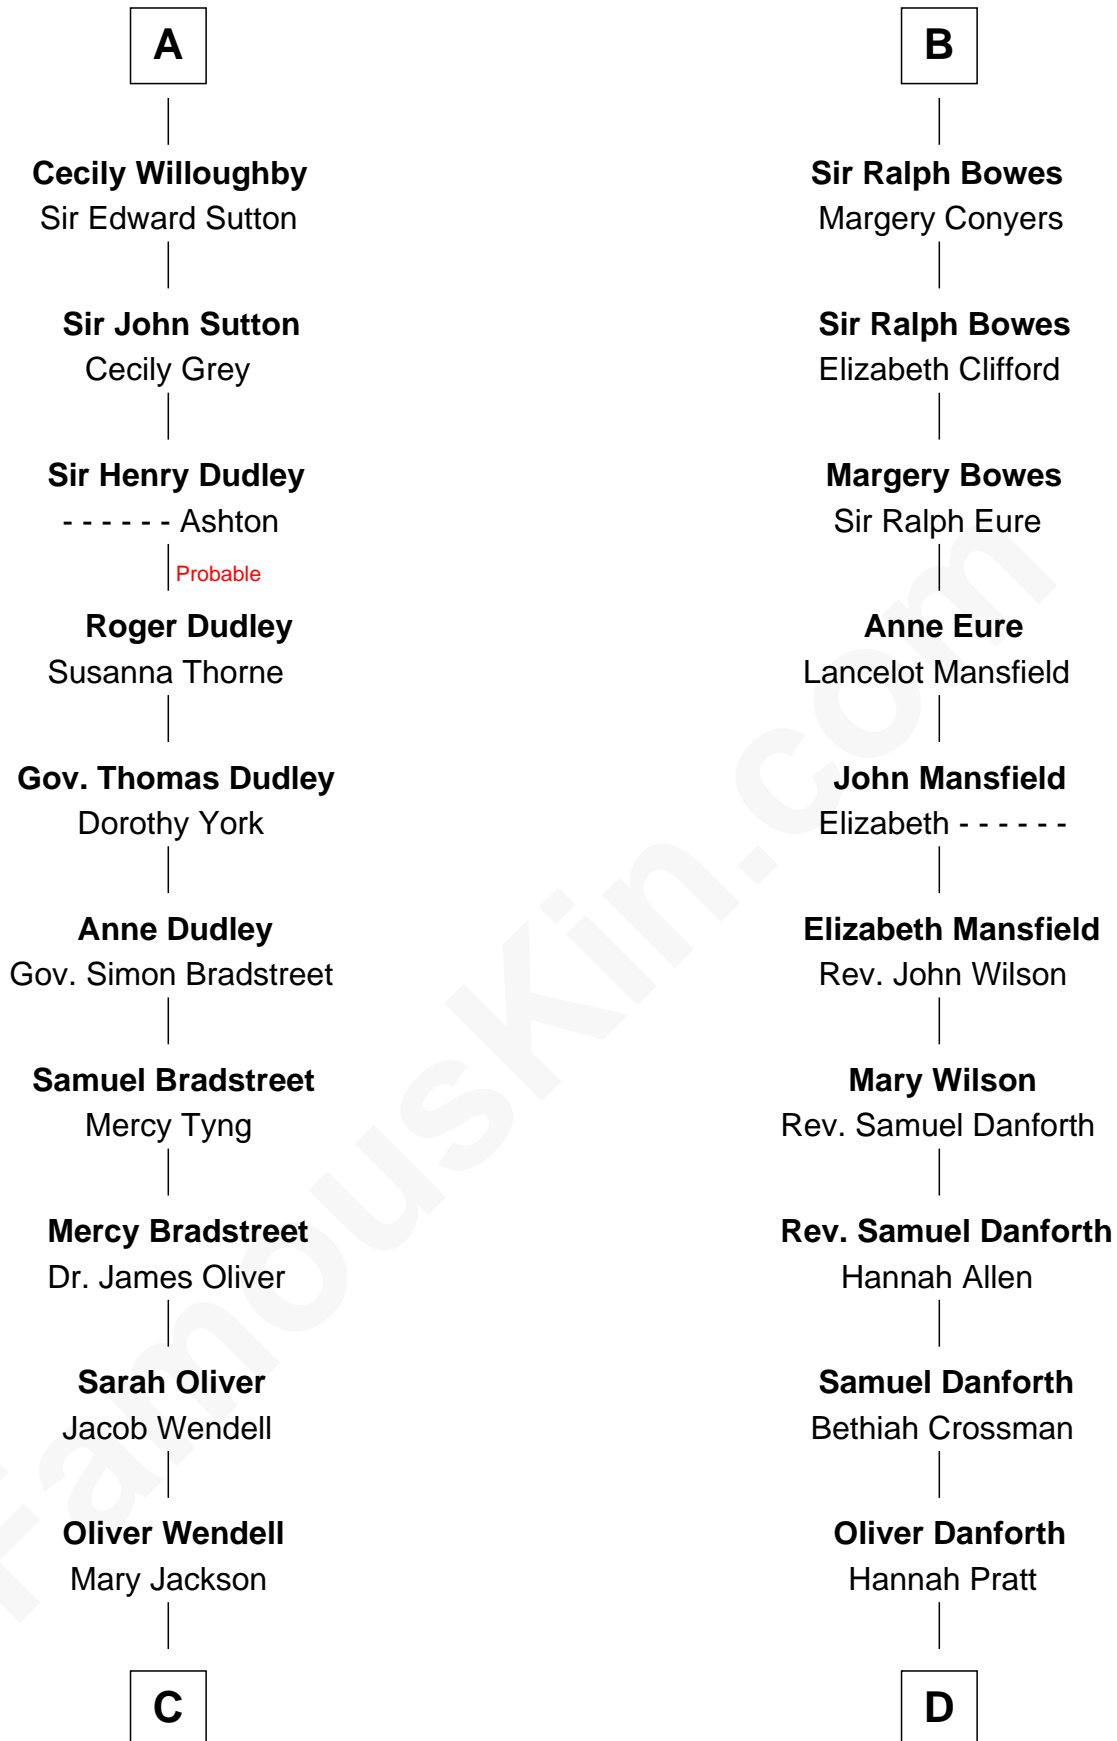 A
Cecily Willoughby
Sir Edward Sutton
Sir John Sutton
Cecily Grey
Sir Henry Dudley
- - - - - - Ashton
Probable
Roger Dudley
Susanna Thorne
Gov. Thomas Dudley
Dorothy York
Anne Dudley
Gov. Simon Bradstreet
Samuel Bradstreet
Mercy Tyng
Mercy Bradstreet
Dr. James Oliver
Sarah Oliver
Jacob Wendell
Oliver Wendell
Mary Jackson
C
B
Sir Ralph Bowes
Margery Conyers
Sir Ralph Bowes
Elizabeth Clifford
Margery Bowes
Sir Ralph Eure
Anne Eure
Lancelot Mansfield
John Mansfield
Elizabeth - - - - - -
Elizabeth Mansfield
Rev. John Wilson
Mary Wilson
Rev. Samuel Danforth
Rev. Samuel Danforth
Hannah Allen
Samuel Danforth
Bethiah Crossman
Oliver Danforth
Hannah Pratt
D
FamousKin.com